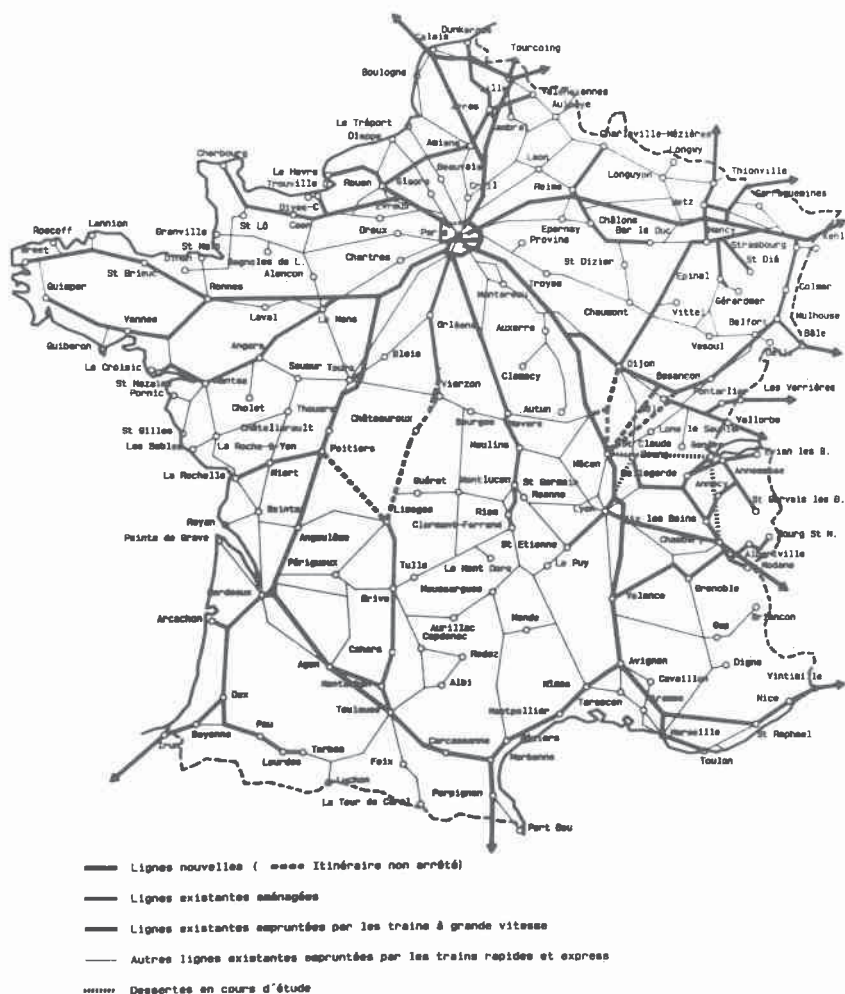 Dunkerque
Calais
Tourcoing
Boulogne
Valenciennes
Aulnoye
Le Tréport
Dieppe
Cambrai
Charleville-Mézières
Amiens
Longwy
Cherbourg
Beauvais
Laon
Longuyon
Thionville
Le Havre
Trouville
Rouen
Gisors
Creil
Reims
Metz
Sarreguemines
Dives-C
Evreux
Granville
St Lô
Caen
Dreux
Epernay
Châlons
Bar le Duc
Nancy
Strasbourg
Roscoff
Lannion
St Malo
Provins
St Dié
Brest
Dinan
Bagnoles de L.
Chartres
St Dizier
Epinal
St Brieuc
Alençon
Troyes
Colmar
Quimper
Rennes
Montereau
Chaumont
Vittel
Gérardmer
Mulhouse
Vannes
Laval
Le Mans
Orléans
Auxerre
Belfort
Bâle
Quiberon
Angers
Vesoul
Le Croisic
Saumur
Tours
Blois
Clamecy
Dijon
Besançon
St Nazaire
Nantes
Vierzon
Pontarlier
Les Verrières
Pornic
Cholet
Thouars
Châteauroux
Autun
Vallorbe
St Gilles
Châtellerault
Bourges
Nevers
Lons le Saunier
Les Sables
La Roche S Yon
Poitiers
Moulins
St Claude
Mâcon
Bourg
Evian les B.
La Rochelle
Niort
Guéret
Montluçon
St Germain
Bellegarde
Annemasse
Roanne
Annecy
St Gervais les B.
Royan
Saintes
Limoges
Riom
Lyon
Aix les Bains
Clermont-Ferrand
Bourg St M.
Pointe de Grave
Angoulême
St Etienne
Chambéry
Albertville
Périgueux
Tulle
Le Mont Dore
Le Puy
Modane
Bordeaux
Brive
Neussargues
Valence
Grenoble
Arcachon
Aurillac
Mende
Gap
Briançon
Capdenac
Agen
Cahors
Rodez
Avignon
Digne
Montauban
Albi
Nîmes
Cavaillon
Vintimille
Dax
Toulouse
Montpellier
Tarascon
Nice
Bayonne
Pau
Carcassonne
Béziers
Marseille
St Raphael
Lourdes
Tarbes
Foix
Narbonne
Toulon
Luchon
Perpignan
La Tour de Carol
Port Bou
Lignes nouvelles ( Itinéraire non arrêté)
Lignes existantes aménagées
Lignes existantes empruntées par les trains à grande vitesse
Autres lignes existantes empruntées par les trains rapides et express
Dessertes en cours d'étude